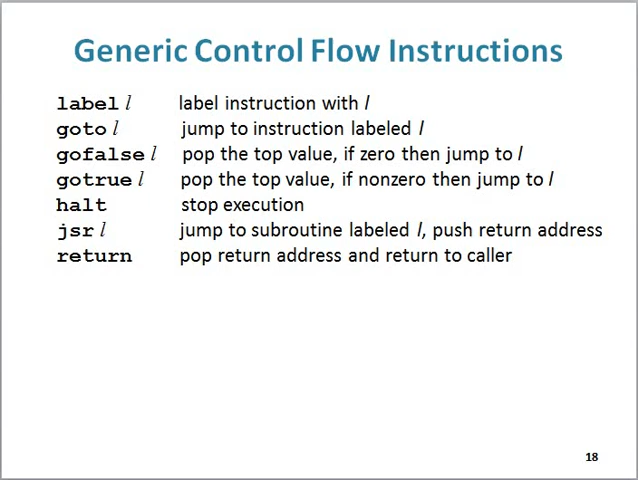 Generic Control Flow Instructions
label l label instruction with l
goto l jump to instruction labeled l
gofalse l pop the top value, if zero then jump to l
gotrue l pop the top value, if nonzero then jump to l
halt stop execution
jsr l jump to subroutine labeled l, push return address
return pop return address and return to caller
18